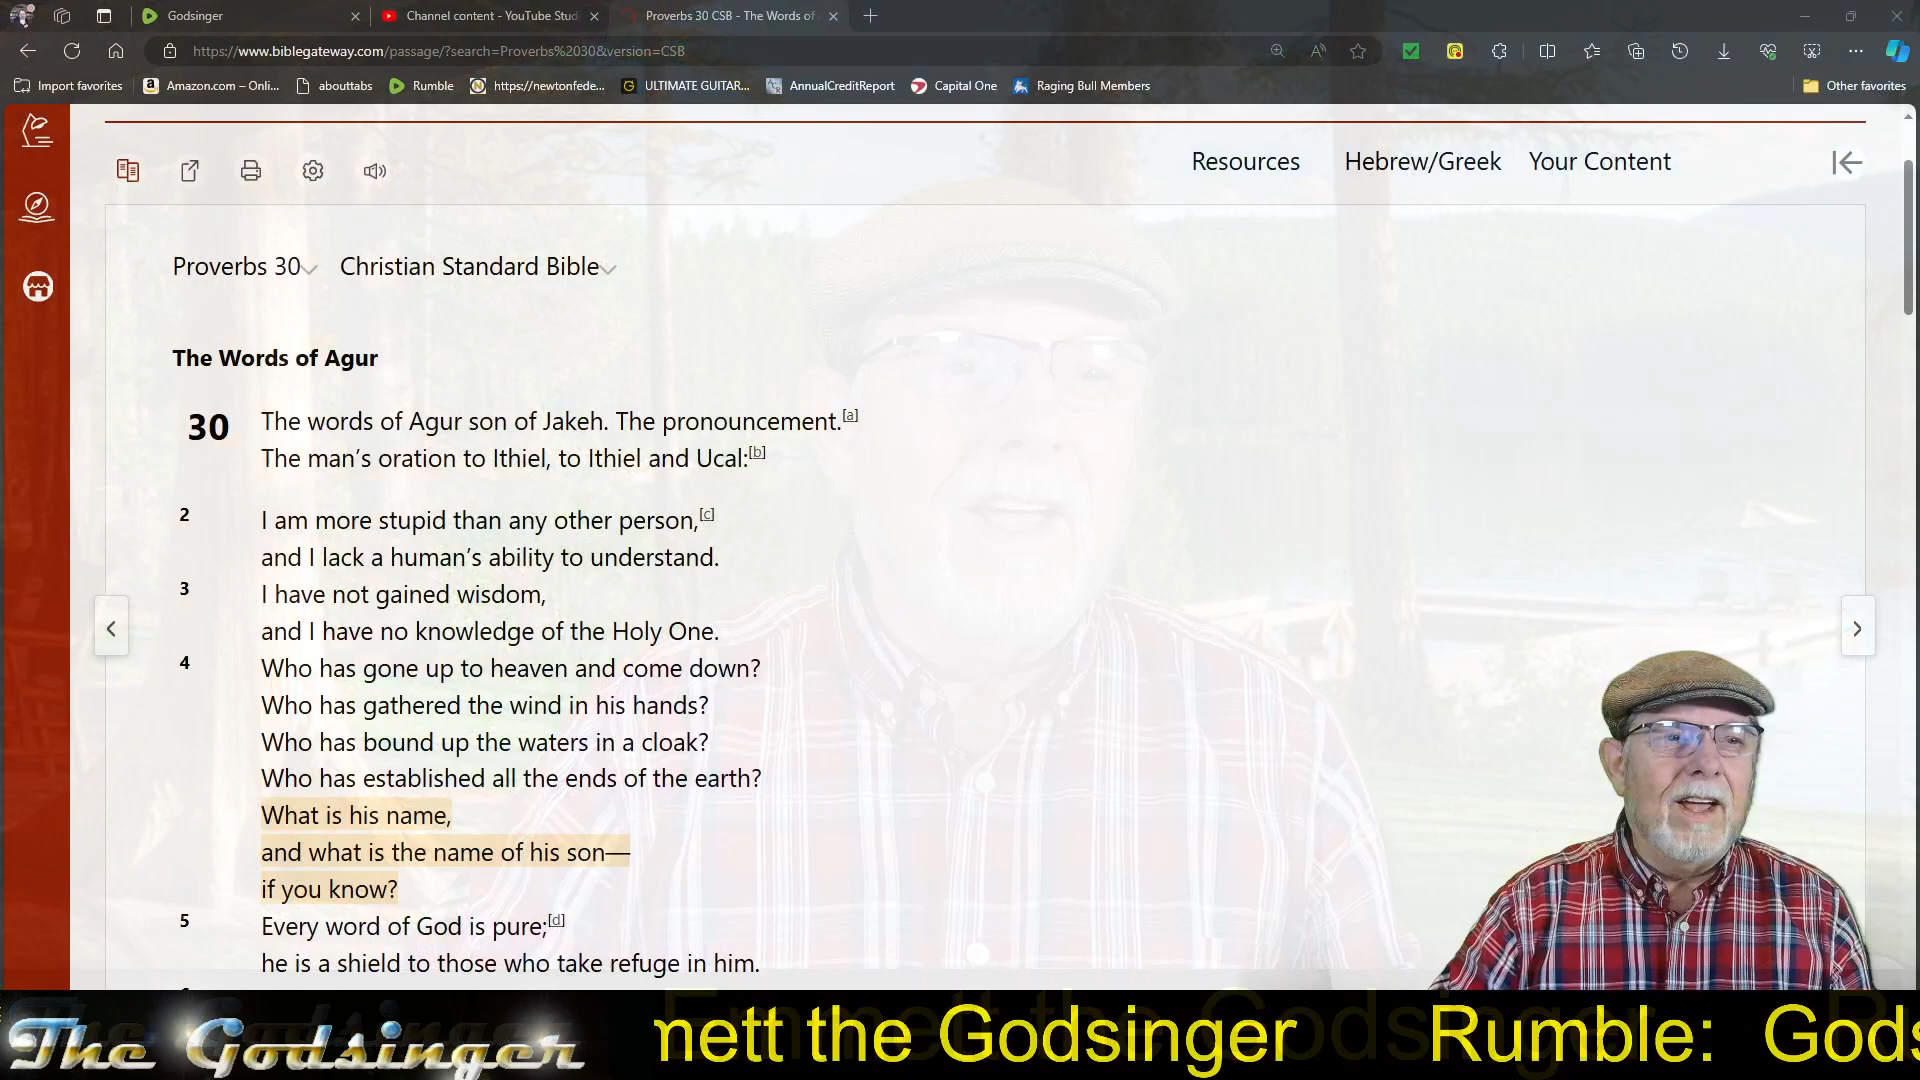 Godsinger
Channel content - YouTube Stud
Proverbs 30 CSB - The Words of
https://www.biblegateway.com/passage/?search=Proverbs%2030&version=CSB
Import favorites
Amazon.com – Onli...
abouttabs
Rumble
https://newtonfede...
ULTIMATE GUITAR...
AnnualCreditReport
Capital One
Raging Bull Members
Other favorites
Resources Hebrew/Greek Your Content
Proverbs 30 Christian Standard Bible
The Words of Agur
30 The words of Agur son of Jakeh. The pronouncement.[a]
The man’s oration to Ithiel, to Ithiel and Ucal:[b]
2 I am more stupid than any other person,[c]
and I lack a human’s ability to understand.
3 I have not gained wisdom,
and I have no knowledge of the Holy One.
4 Who has gone up to heaven and come down?
Who has gathered the wind in his hands?
Who has bound up the waters in a cloak?
Who has established all the ends of the earth?
What is his name,
and what is the name of his son—
if you know?
5 Every word of God is pure;[d]
he is a shield to those who take refuge in him.
The Godsinger
nett the Godsinger Rumble: Gods